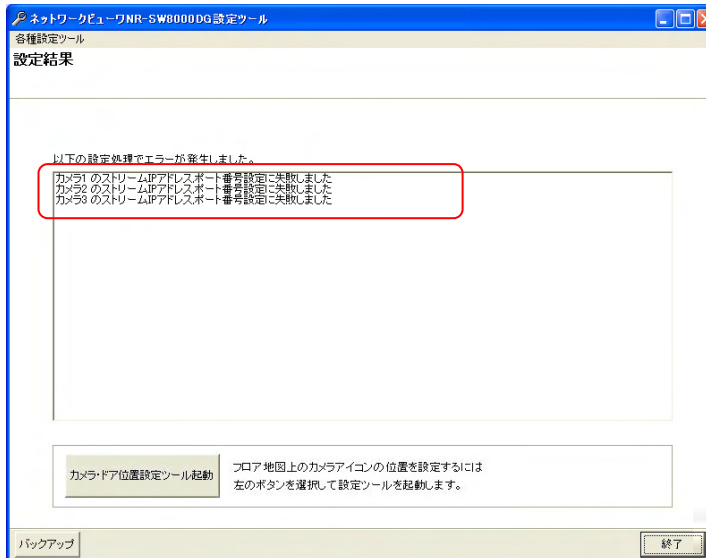 ネットワークビューワNR-SW8000DG設定ツール
各種設定ツール
設定結果
以下の設定処理でエラーが発生しました。
カメラ1 のストリームIPアドレス,ポート番号設定に失敗しました
カメラ2 のストリームIPアドレス,ポート番号設定に失敗しました
カメラ3 のストリームIPアドレス,ポート番号設定に失敗しました
カメラ・ドア位置設定ツール起動
フロア地図上のカメラアイコンの位置を設定するには
左のボタンを選択して設定ツールを起動します。
バックアップ
終了